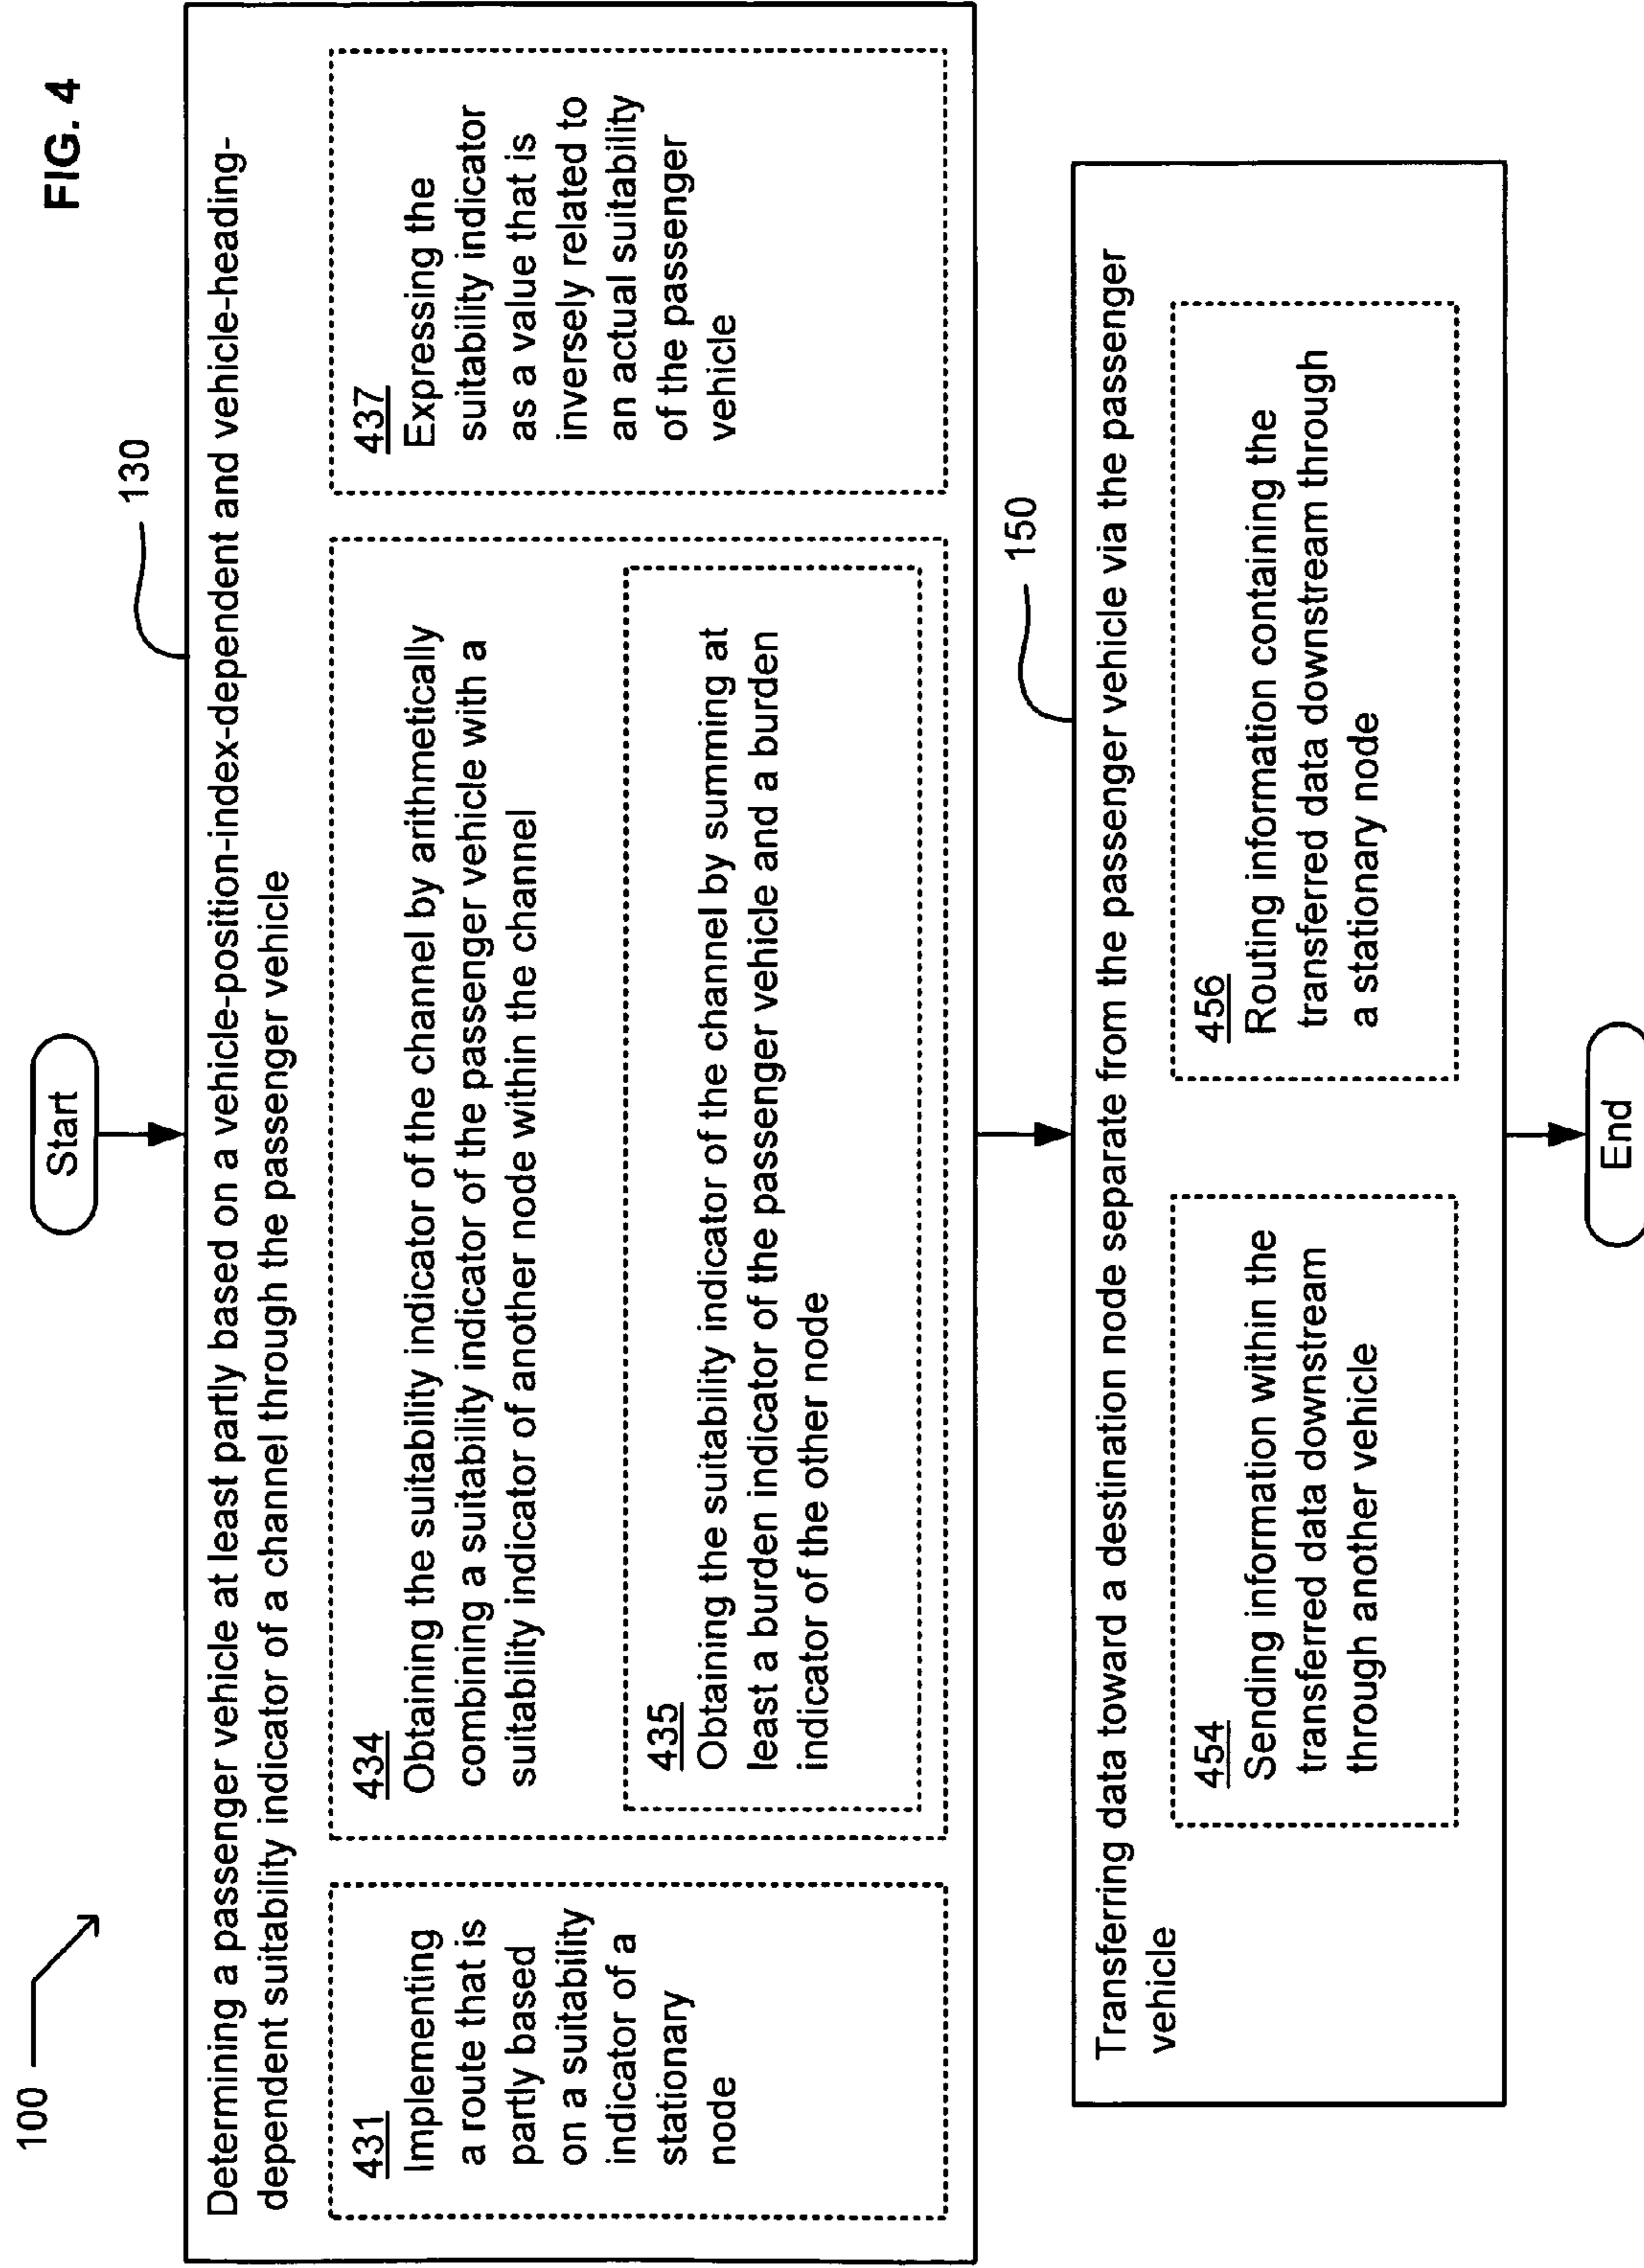 100
FIG. 4
Start
130
Determining a passenger vehicle at least partly based on a vehicle-position-index-dependent and vehicle-heading-
dependent suitability indicator of a channel through the passenger vehicle
431
Implementing
a route that is
partly based
on a suitability
indicator of a
stationary
node
434
Obtaining the suitability indicator of the channel by arithmetically
combining a suitability indicator of the passenger vehicle with a
suitability indicator of another node within the channel
435
Obtaining the suitability indicator of the channel by summing at
least a burden indicator of the passenger vehicle and a burden
indicator of the other node
437
Expressing the
suitability indicator
as a value that is
inversely related to
an actual suitability
of the passenger
vehicle
150
Transferring data toward a destination node separate from the passenger vehicle via the passenger
vehicle
454
Sending information within the
transferred data downstream
through another vehicle
456
Routing information containing the
transferred data downstream through
a stationary node
End